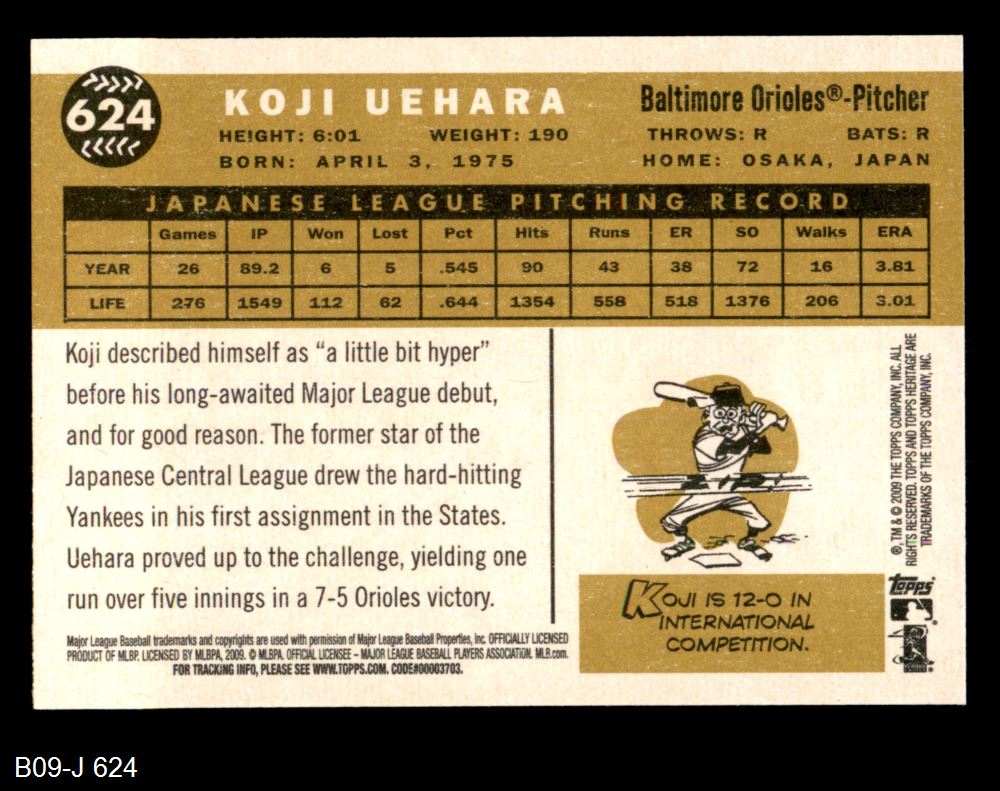 624
KOJI UEHARA
Baltimore Orioles®-Pitcher
HEIGHT: 6:01 WEIGHT: 190 THROWS: R BATS: R
BORN: APRIL 3, 1975 HOME: OSAKA, JAPAN
JAPANESE LEAGUE PITCHING RECORD
Games IP Won Lost Pct Hits Runs ER SO Walks ERA
YEAR 26 89.2 6 5 .545 90 43 38 72 16 3.81
LIFE 276 1549 112 62 .644 1354 558 518 1376 206 3.01
Koji described himself as “a little bit hyper”
before his long-awaited Major League debut,
and for good reason. The former star of the
Japanese Central League drew the hard-hitting
Yankees in his first assignment in the States.
Uehara proved up to the challenge, yielding one
run over five innings in a 7-5 Orioles victory.
KOJI IS 12-0 IN
INTERNATIONAL
COMPETITION.
®, TM & © 2009 THE TOPPS COMPANY, INC. ALL
RIGHTS RESERVED. TOPPS AND TOPPS HERITAGE ARE
TRADEMARKS OF THE TOPPS COMPANY, INC.
topps
Major League Baseball trademarks and copyrights are used with permission of Major League Baseball Properties, Inc. OFFICIALLY LICENSED
PRODUCT OF MLBP. LICENSED BY MLBPA, 2009. © MLBPA, OFFICIAL LICENSEE – MAJOR LEAGUE BASEBALL PLAYERS ASSOCIATION. MLB.com.
FOR TRACKING INFO, PLEASE SEE WWW.TOPPS.COM. CODE#00003703.
B09-J 624